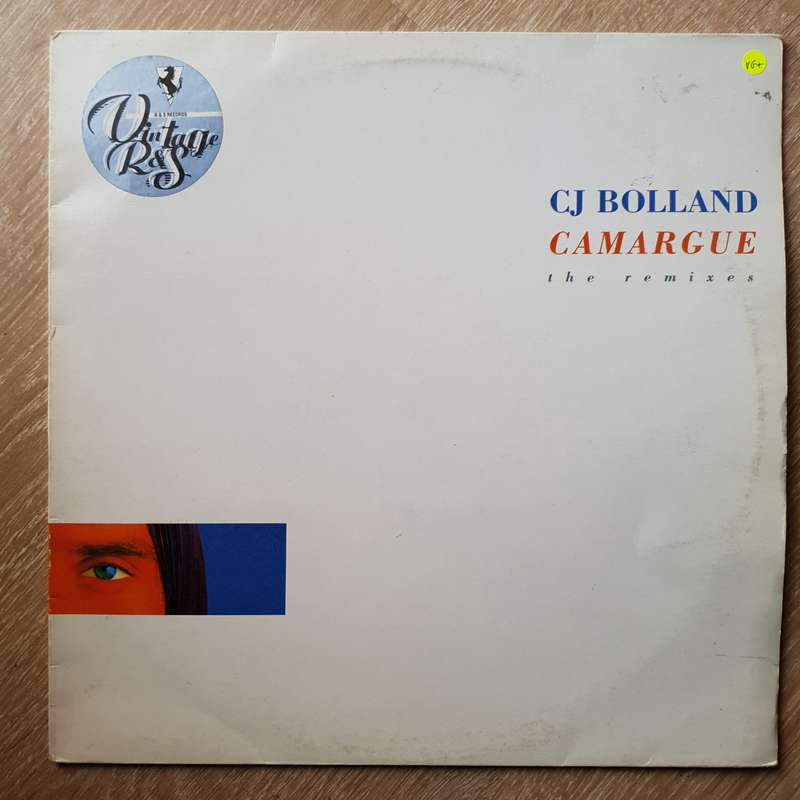 R & S RECORDS
Vintage
R&S
VG+
CJ BOLLAND
CAMARGUE
the remixes